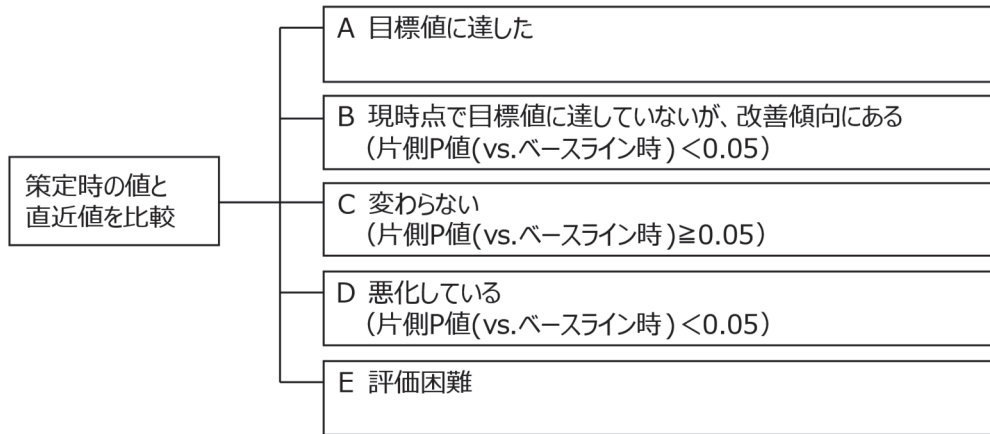 策定時の値と
直近値を比較
A 目標値に達した
B 現時点で目標値に達していないが、改善傾向にある
（片側P値(vs.ベースライン時)＜0.05）
C 変わらない
（片側P値(vs.ベースライン時)≧0.05）
D 悪化している
（片側P値(vs.ベースライン時)＜0.05）
E 評価困難